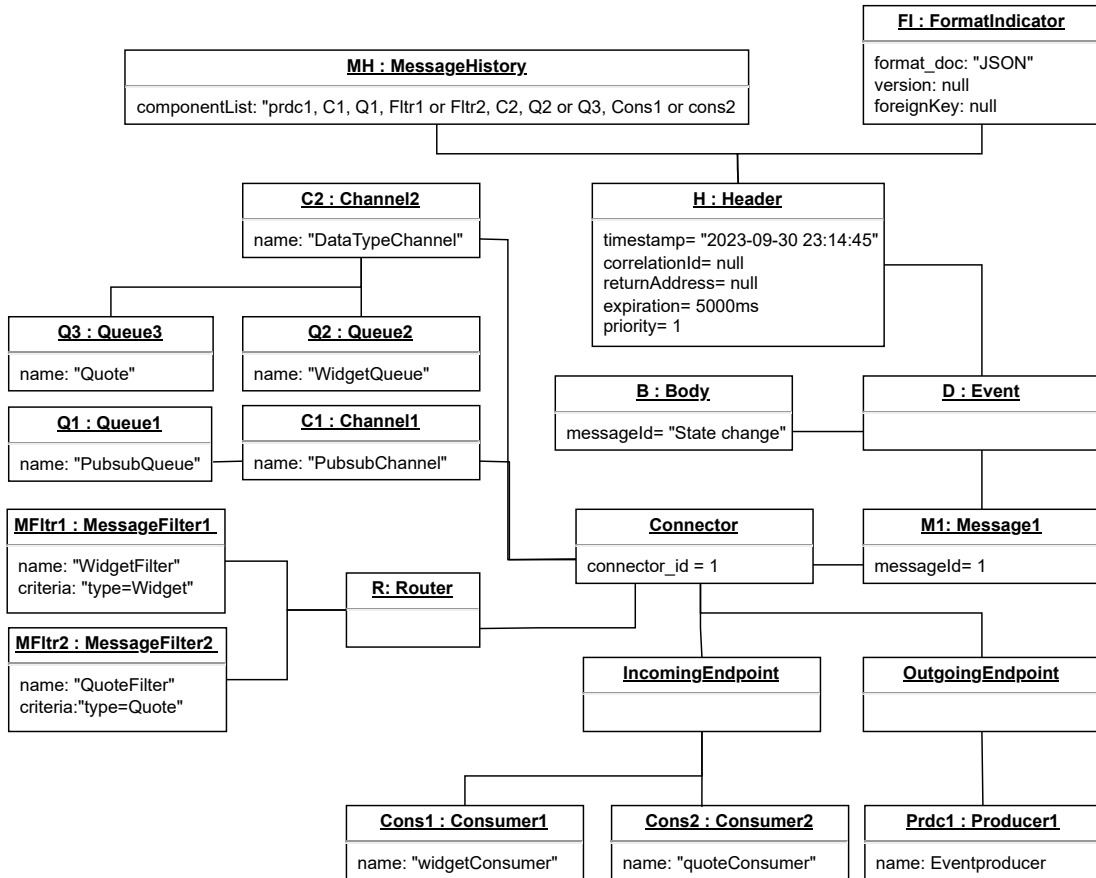 FI : FormatIndicator
format_doc: "JSON"
version: null
foreignKey: null
MH : MessageHistory
componentList: "prdc1, C1, Q1, Fltr1 or Fltr2, C2, Q2 or Q3, Cons1 or cons2
C2 : Channel2
name: "DataTypeChannel"
H : Header
timestamp= "2023-09-30 23:14:45"
correlationId= null
returnAddress= null
expiration= 5000ms
priority= 1
Q3 : Queue3
name: "Quote"
Q2 : Queue2
name: "WidgetQueue"
B : Body
messageId= "State change"
D : Event
Q1 : Queue1
name: "PubsubQueue"
C1 : Channel1
name: "PubsubChannel"
MFltr1 : MessageFilter1
name: "WidgetFilter"
criteria: "type=Widget"
Connector
connector_id = 1
M1: Message1
messageId= 1
R: Router
MFltr2 : MessageFilter2
name: "QuoteFilter"
criteria:"type=Quote"
IncomingEndpoint
OutgoingEndpoint
Cons1 : Consumer1
name: "widgetConsumer"
Cons2 : Consumer2
name: "quoteConsumer"
Prdc1 : Producer1
name: Eventproducer